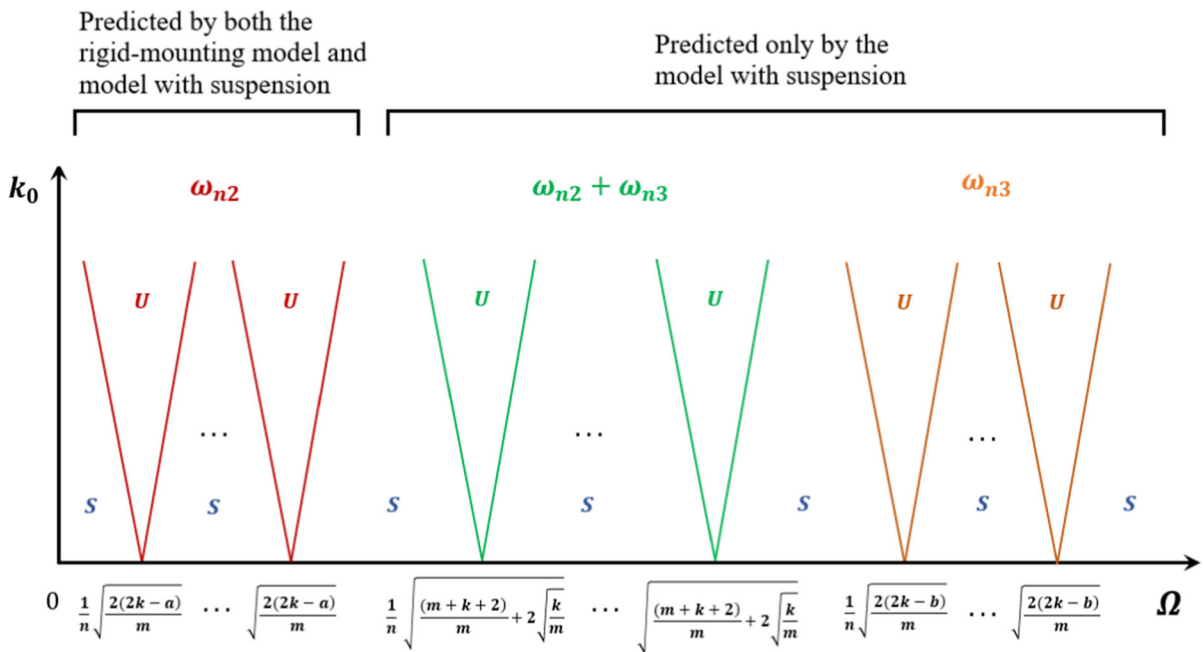 Predicted by both the
rigid-mounting model and
model with suspension
Predicted only by the
model with suspension
k₀
ωₙ₂
ωₙ₂ + ωₙ₃
ωₙ₃
U U U U U U
... ... ...
S S S S S S S
0 1/n √(2(2k − a)/m) ... √(2(2k − a)/m) 1/n √((m + k + 2)/m + 2√(k/m)) ... √((m + k + 2)/m + 2√(k/m)) 1/n √(2(2k − b)/m) ... √(2(2k − b)/m) Ω